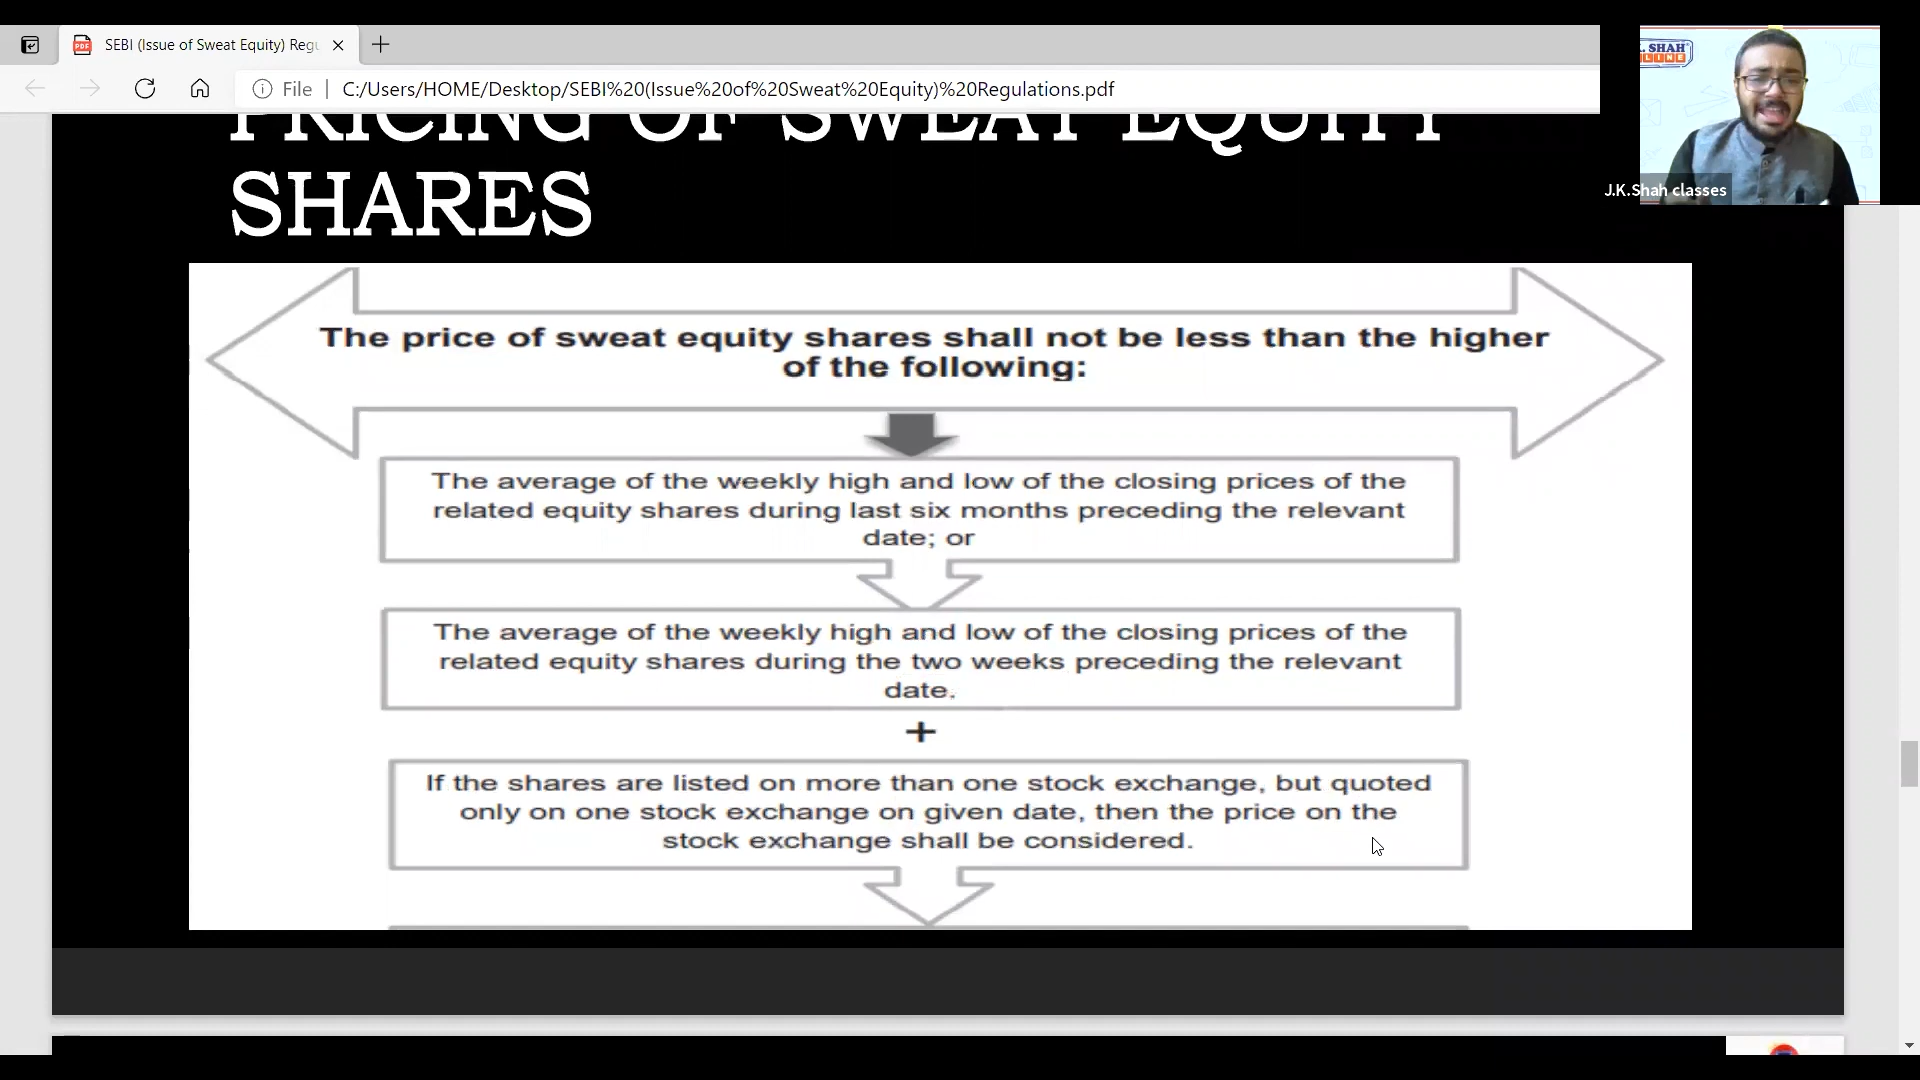 SEBI (Issue of Sweat Equity) Regu
File
C:/Users/HOME/Desktop/SEBI%20(Issue%20of%20Sweat%20Equity)%20Regulations.pdf
K. SHAH
J.K.Shah classes
PRICING OF SWEAT EQUITY
SHARES
The price of sweat equity shares shall not be less than the higher
of the following:
The average of the weekly high and low of the closing prices of the
related equity shares during last six months preceding the relevant
date; or
The average of the weekly high and low of the closing prices of the
related equity shares during the two weeks preceding the relevant
date.
+
If the shares are listed on more than one stock exchange, but quoted
only on one stock exchange on given date, then the price on the
stock exchange shall be considered.